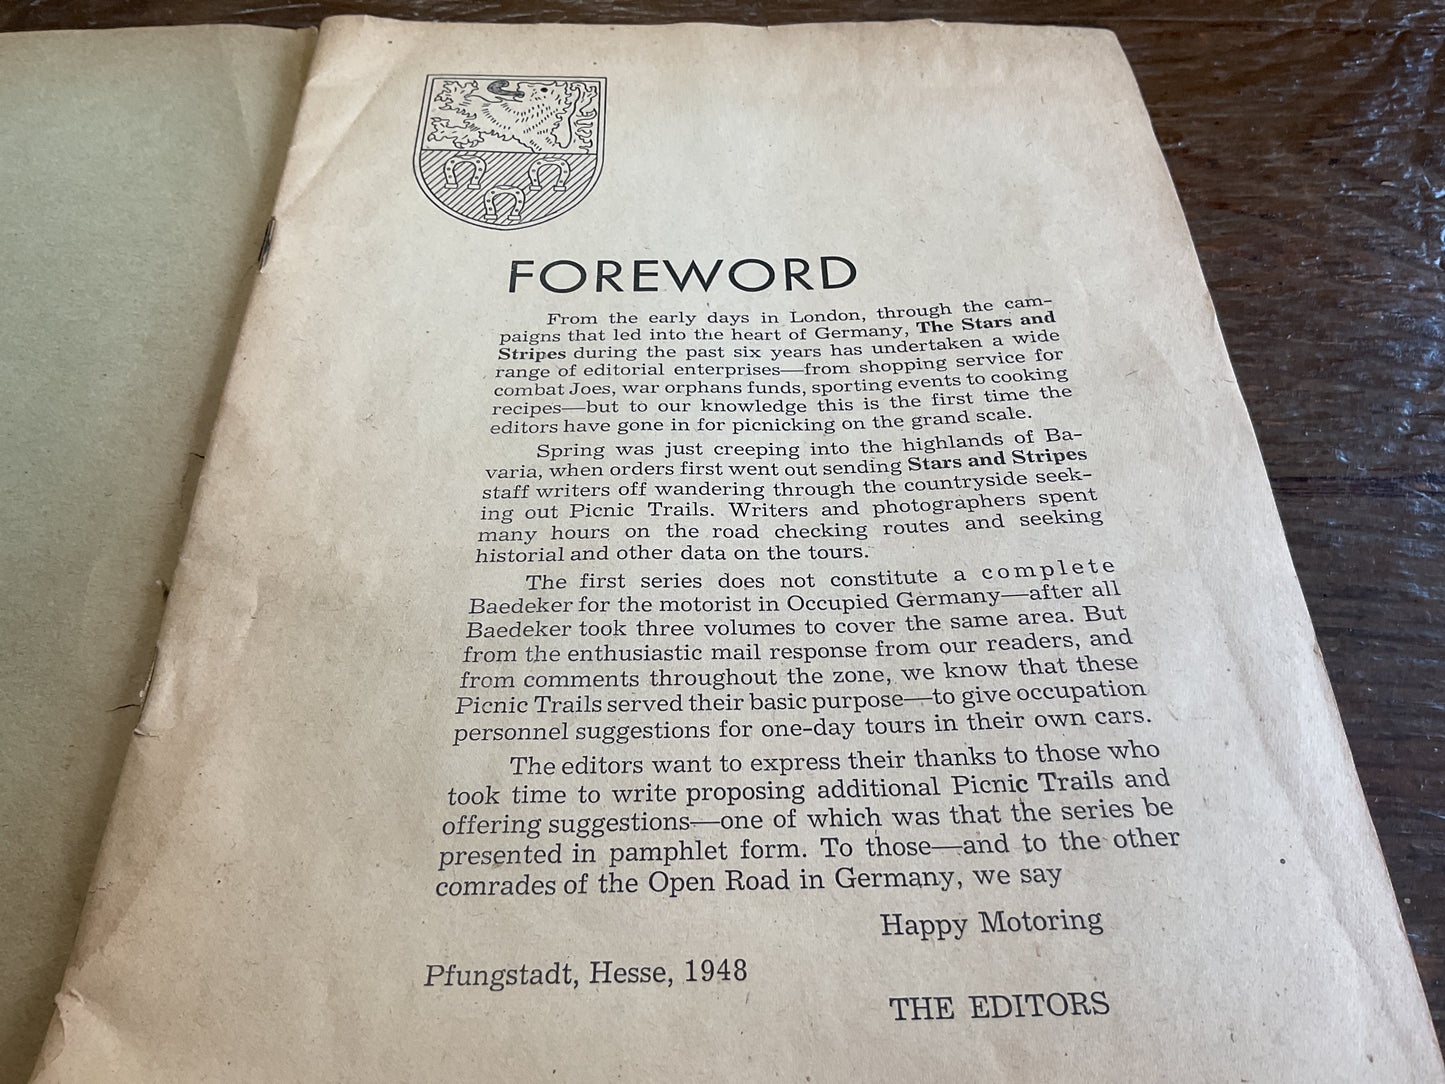 FOREWORD
From the early days in London, through the cam-
paigns that led into the heart of Germany, The Stars and
Stripes during the past six years has undertaken a wide
range of editorial enterprises—from shopping service for
combat Joes, war orphans funds, sporting events to cooking
recipes—but to our knowledge this is the first time the
editors have gone in for picnicking on the grand scale.
Spring was just creeping into the highlands of Ba-
varia, when orders first went out sending Stars and Stripes
staff writers off wandering through the countryside seek-
ing out Picnic Trails. Writers and photographers spent
many hours on the road checking routes and seeking
historial and other data on the tours.
The first series does not constitute a complete
Baedeker for the motorist in Occupied Germany—after all
Baedeker took three volumes to cover the same area. But
from the enthusiastic mail response from our readers, and
from comments throughout the zone, we know that these
Picnic Trails served their basic purpose—to give occupation
personnel suggestions for one-day tours in their own cars.
The editors want to express their thanks to those who
took time to write proposing additional Picnic Trails and
offering suggestions—one of which was that the series be
presented in pamphlet form. To those—and to the other
comrades of the Open Road in Germany, we say
Happy Motoring
Pfungstadt, Hesse, 1948
THE EDITORS